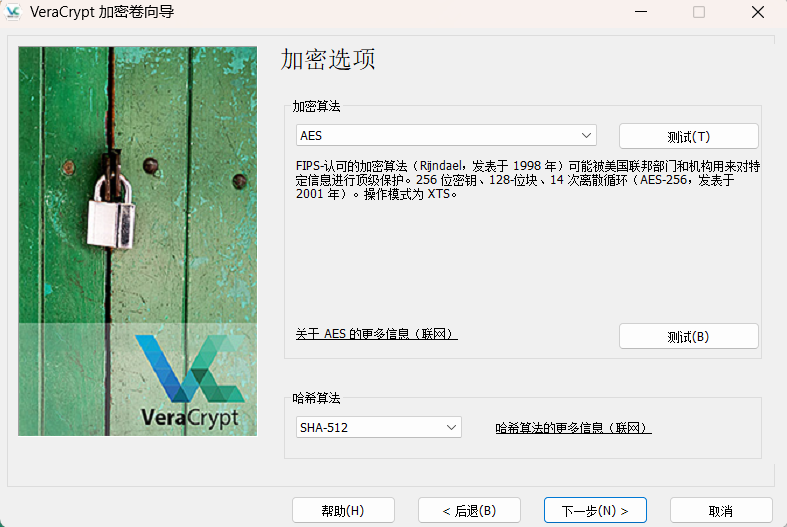 VeraCrypt 加密卷向导
加密选项
加密算法
AES
测试(T)
FIPS-认可的加密算法（Rijndael，发表于 1998 年）可能被美国联邦部门和机构用来对特
定信息进行顶级保护。256 位密钥、128-位块、14 次离散循环（AES-256，发表于
2001 年）。操作模式为 XTS。
关于 AES 的更多信息（联网）
测试(B)
VeraCrypt
哈希算法
SHA-512
哈希算法的更多信息（联网）
帮助(H)
< 后退(B)
下一步(N) >
取消